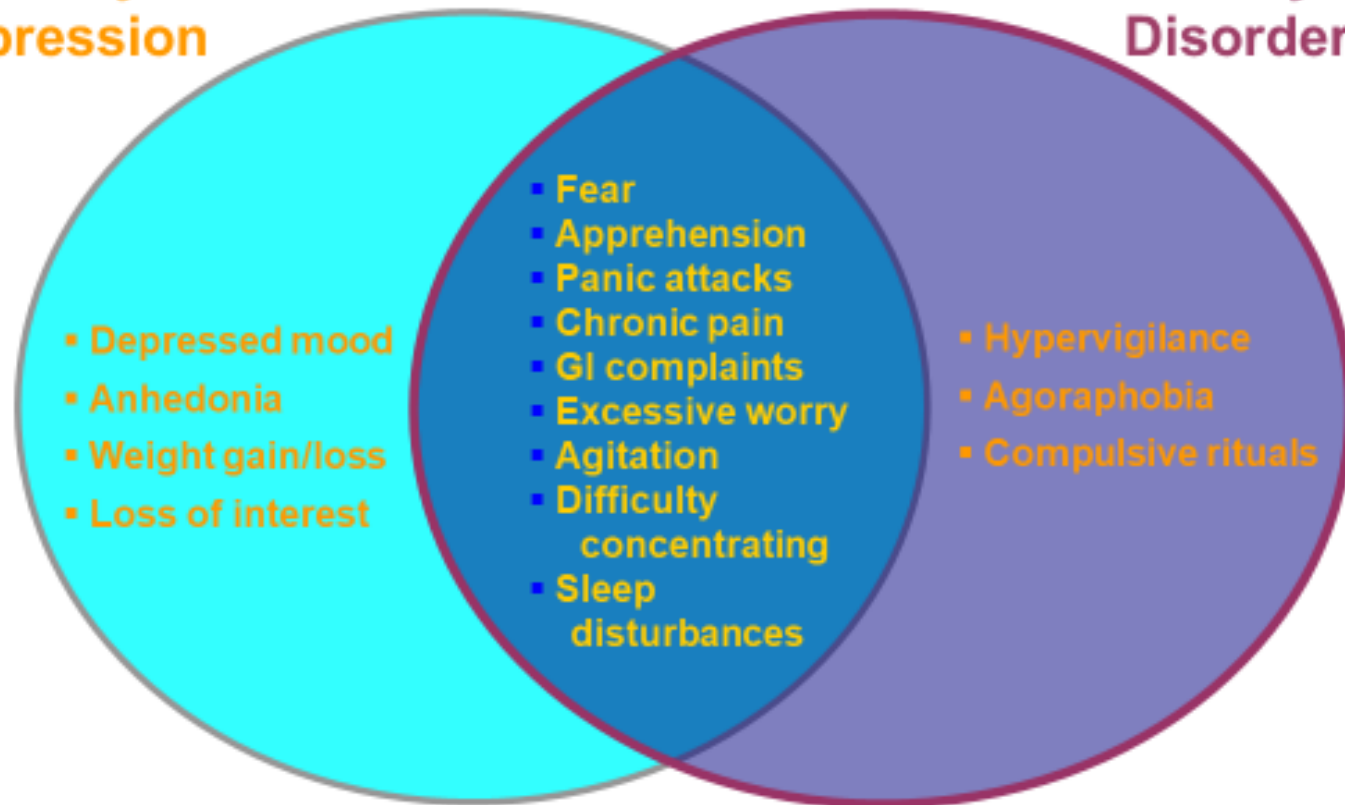 pression
Disorder
▪ Depressed mood
▪ Anhedonia
▪ Weight gain/loss
▪ Loss of interest
▪ Fear
▪ Apprehension
▪ Panic attacks
▪ Chronic pain
▪ GI complaints
▪ Excessive worry
▪ Agitation
▪ Difficulty
concentrating
▪ Sleep
disturbances
▪ Hypervigilance
▪ Agoraphobia
▪ Compulsive rituals